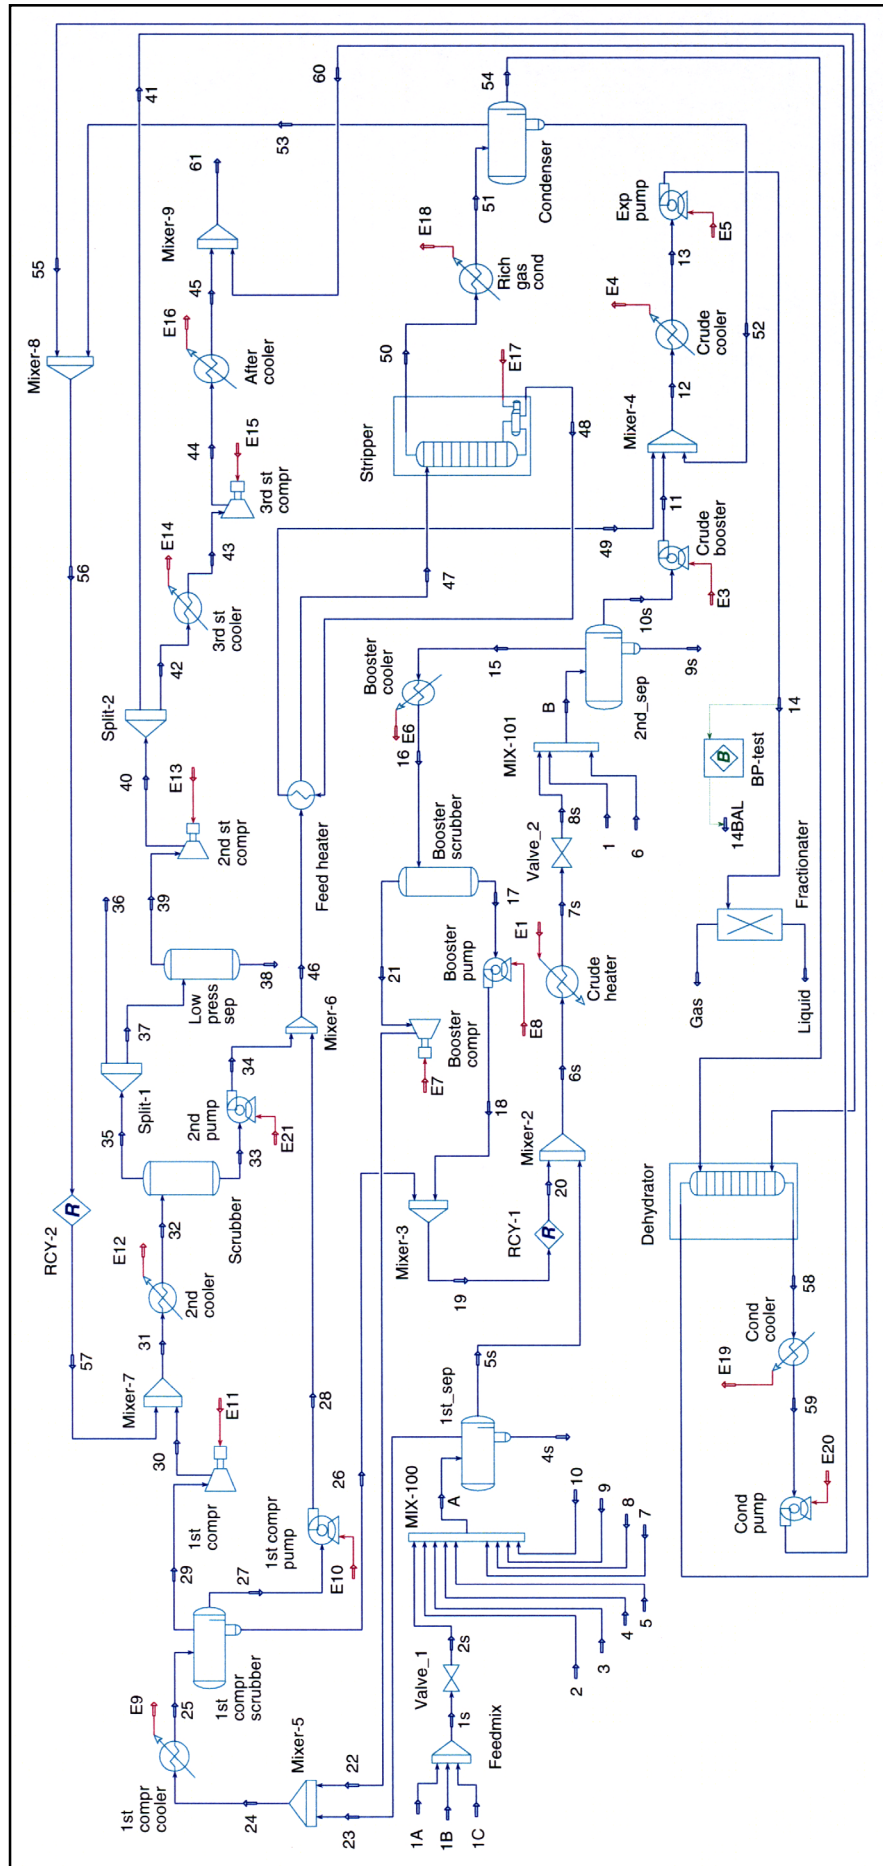 41
60
54
55
53
61
Mixer-9
Mixer-8
45
E16
After
cooler
44
E15
3rd st compr
43
E14
3rd st
cooler
42
Split-2
40
E13
2nd st
compr
39
36
38
Low
press
sep
37
Split-1
35
34
2nd pump
E21
33
Scrubber
32
E12
2nd cooler
31
Mixer-7
30
E11
1st
compr
29
56
RCY-2
57
51
E18
Rich
gas
cond
Condenser
50
Stripper
E17
48
47
Feed heater
46
Mixer-6
28
26
1st compr
pump
E10
27
1st
compr
scrubber
25
E9
1st
compr
cooler
24
Mixer-5
22
23
Exp
pump
E5
13
E4
Crude
cooler
52
12
Mixer-4
49
11
Crude
booster
E3
10s
15
9s
2nd_sep
Booster
cooler
E6
16
B
MIX-101
8s
1
6
Valve_2
7s
E1
Crude
heater
6s
Booster
scrubber
17
21
Booster
pump
E8
Booster
compr
E7
18
Mixer-2
20
RCY-1
Mixer-3
19
5s
1st_sep
4s
A
MIX-100
10
9
8
7
5
4
3
2
2s
Valve_1
1s
Feedmix
1A
1B
1C
14
B
BP-test
14BAL
Fractionater
Gas
Liquid
Dehydrator
58
Cond
cooler
E19
59
E20
Cond
pump
R
R